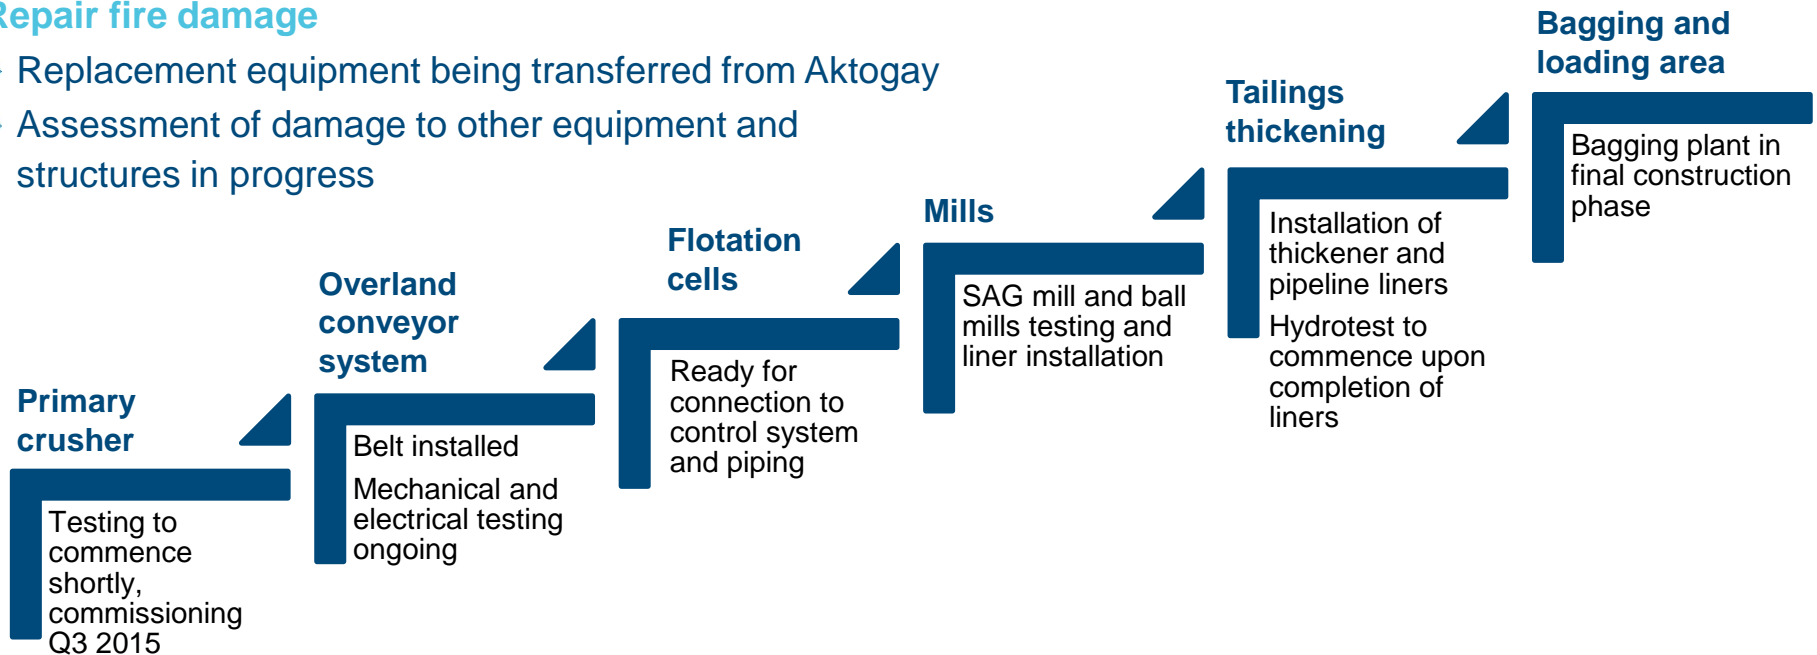 Repair fire damage
Replacement equipment being transferred from Aktogay
Assessment of damage to other equipment and
structures in progress
Primary
crusher
Testing to
commence
shortly,
commissioning
Q3 2015
Overland
conveyor
system
Belt installed
Mechanical and
electrical testing
ongoing
Flotation
cells
Ready for
connection to
control system
and piping
Mills
SAG mill and ball
mills testing and
liner installation
Tailings
thickening
Installation of
thickener and
pipeline liners
Hydrotest to
commence upon
completion of
liners
Bagging and
loading area
Bagging plant in
final construction
phase